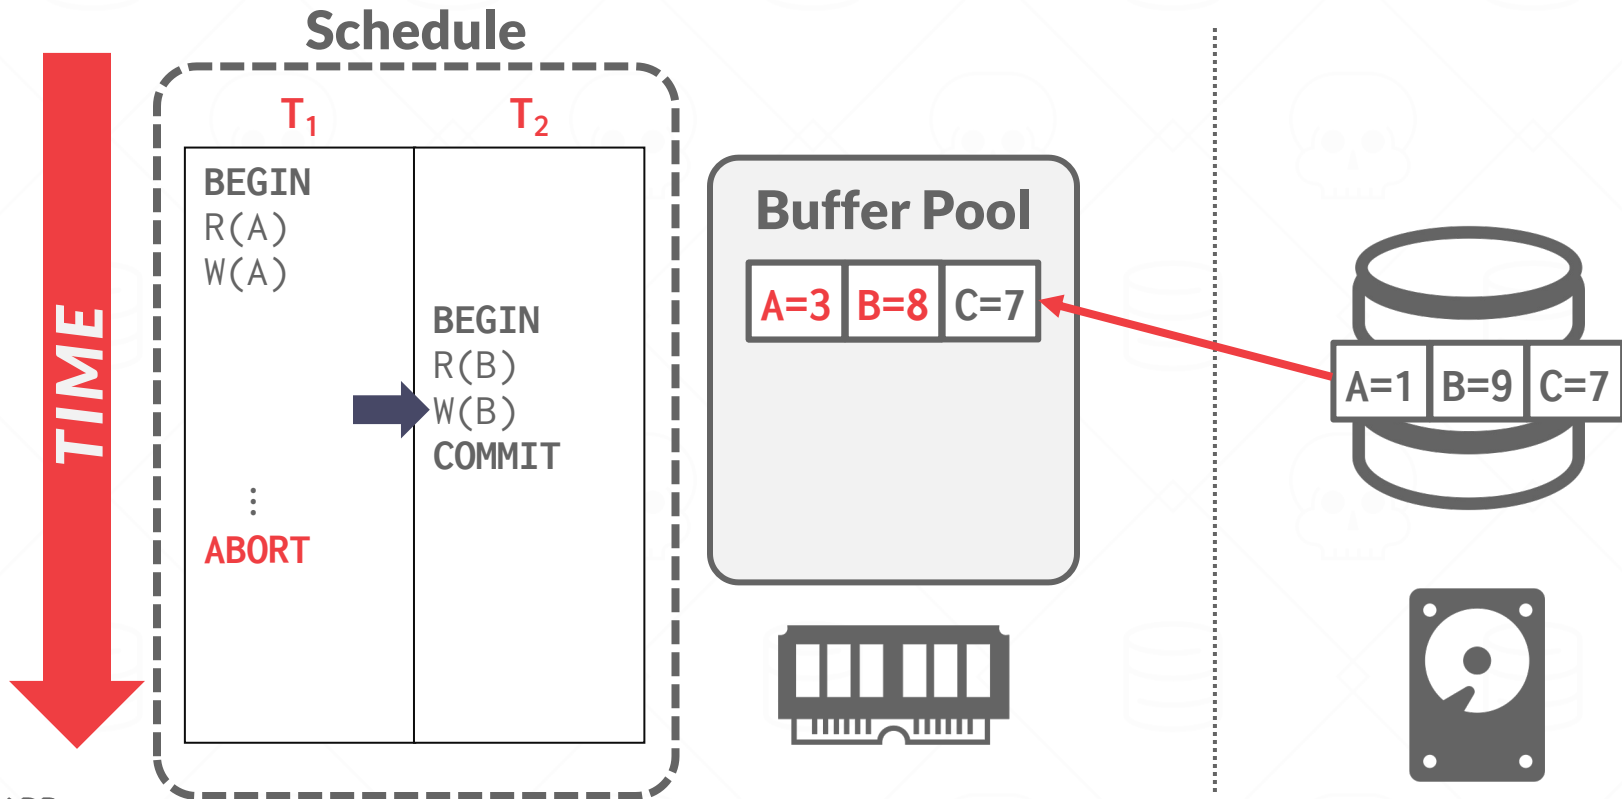 Schedule
TIME
T1
T2
BEGIN
R(A)
W(A)
BEGIN
R(B)
W(B)
COMMIT
⋮
ABORT
Buffer Pool
A=3 B=8 C=7
A=1 B=9 C=7